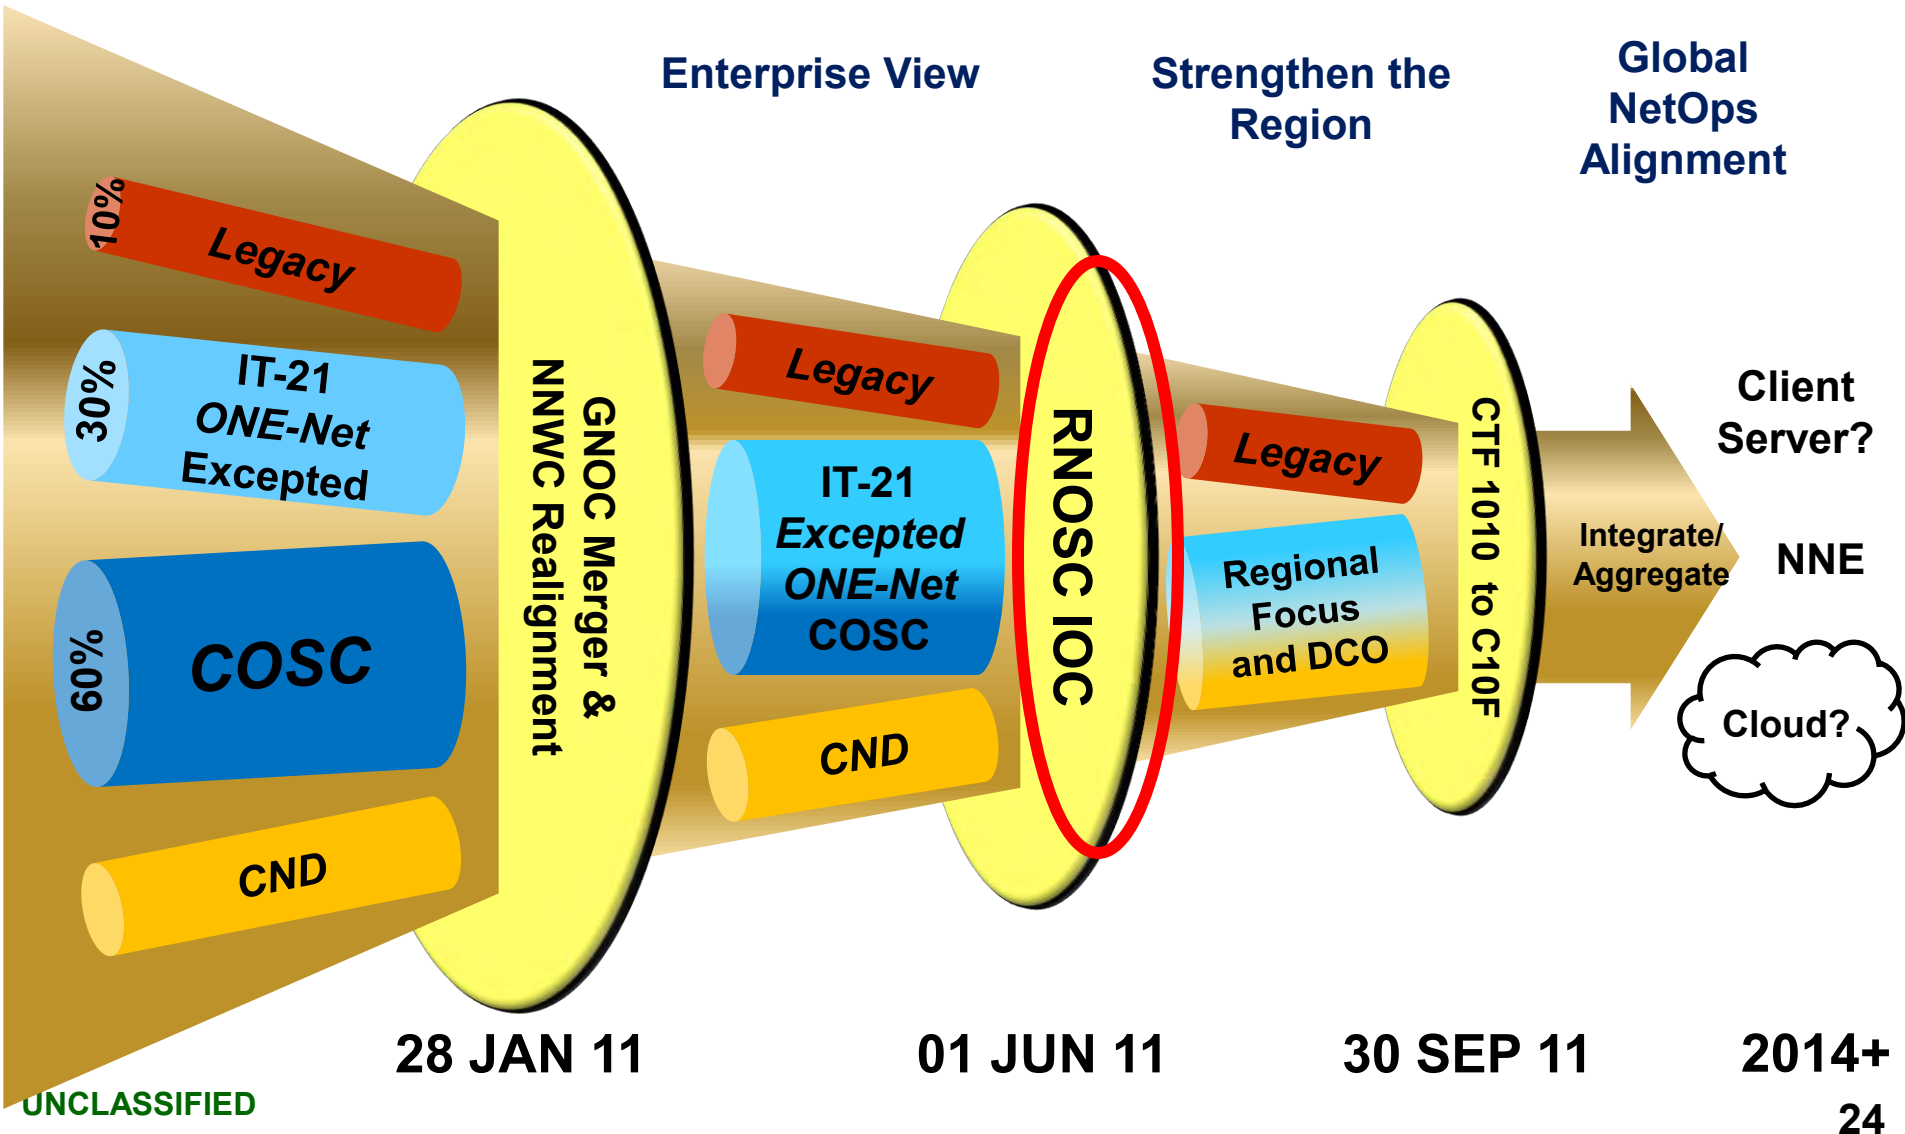 Enterprise View
Strengthen the
Region
Global
NetOps
Alignment
10%
Legacy
30%
IT-21
ONE-Net
Excepted
60%
COSC
CND
GNOC Merger &
NNWC Realignment
Legacy
IT-21
Excepted
ONE-Net
COSC
CND
RNOSC IOC
Legacy
Regional
Focus
and DCO
CTF 1010 to C10F
Integrate/
Aggregate
Client
Server?
NNE
Cloud?
28 JAN 11
01 JUN 11
30 SEP 11
2014+
UNCLASSIFIED
24